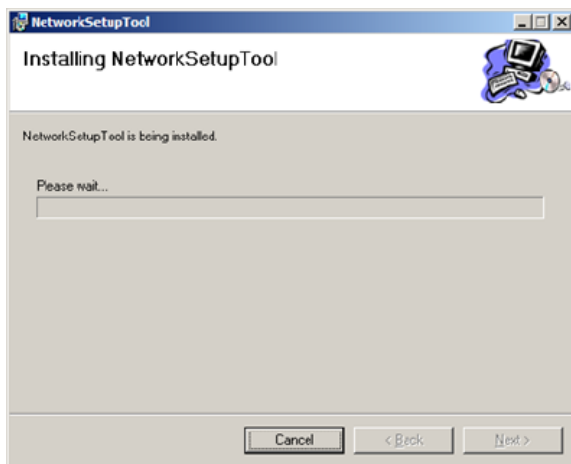 NetworkSetupTool
Installing NetworkSetupTool
NetworkSetupTool is being installed.
Please wait...
Cancel
< Back
Next >